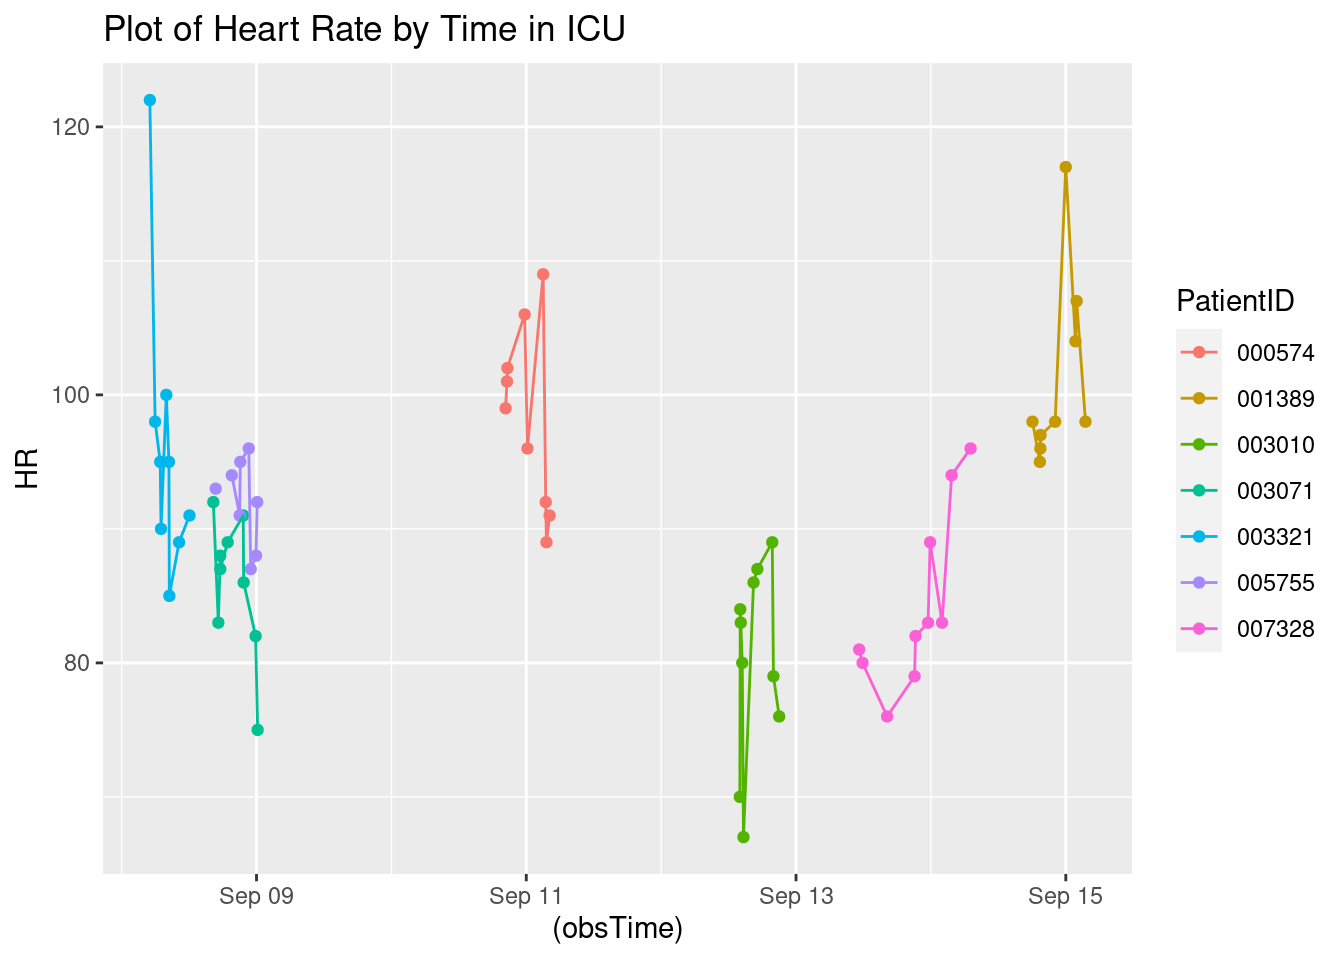 Plot of Heart Rate by Time in ICU
HR
120
100
80
Sep 09
Sep 11
Sep 13
Sep 15
(obsTime)
PatientID
000574
001389
003010
003071
003321
005755
007328